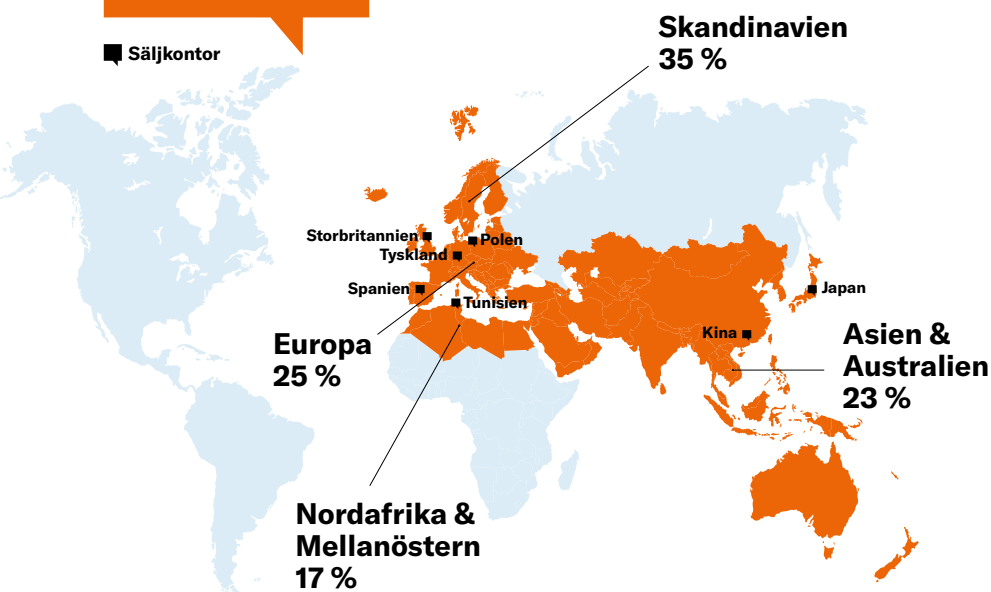 Skandinavien
35 %
Säljkontor
Storbritannien
Polen
Tyskland
Spanien
Tunisien
Japan
Kina
Europa
25 %
Asien &
Australien
23 %
Nordafrika &
Mellanöstern
17 %